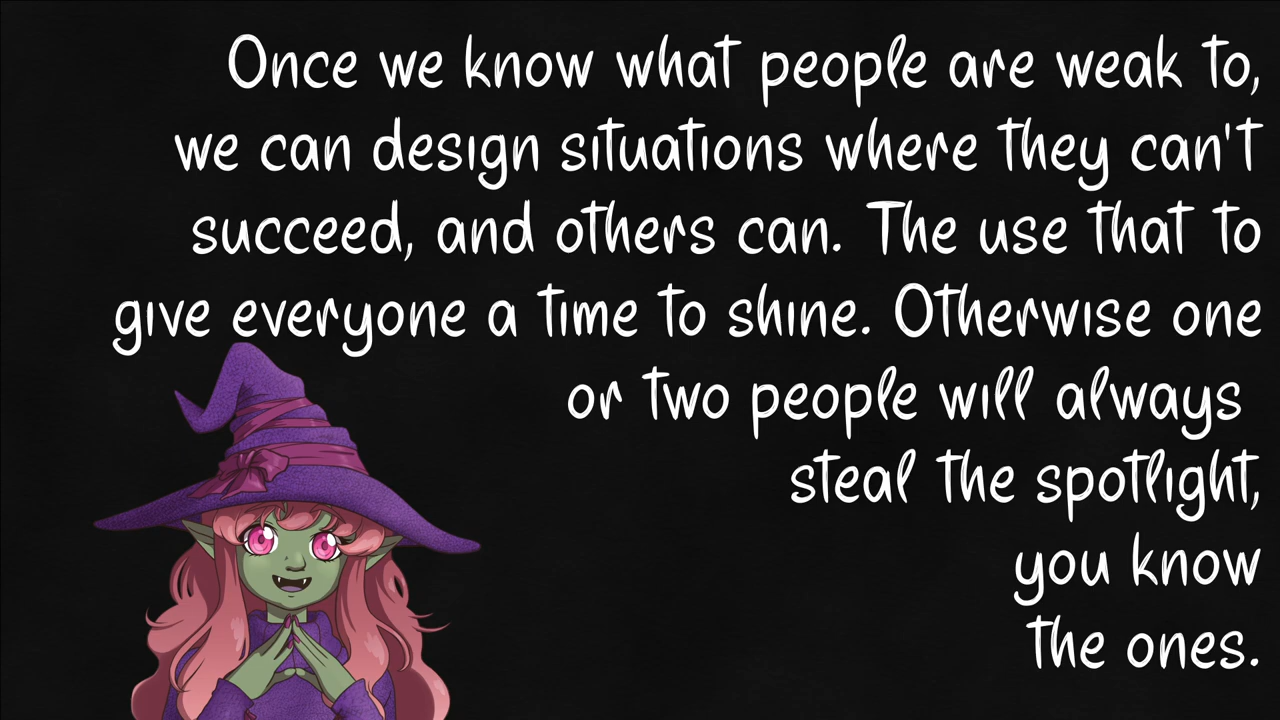 Once we know what people are weak to,
we can design situations where they can't
succeed, and others can. The use that to
give everyone a time to shine. Otherwise one
or two people will always
steal the spotlight,
you know
the ones.